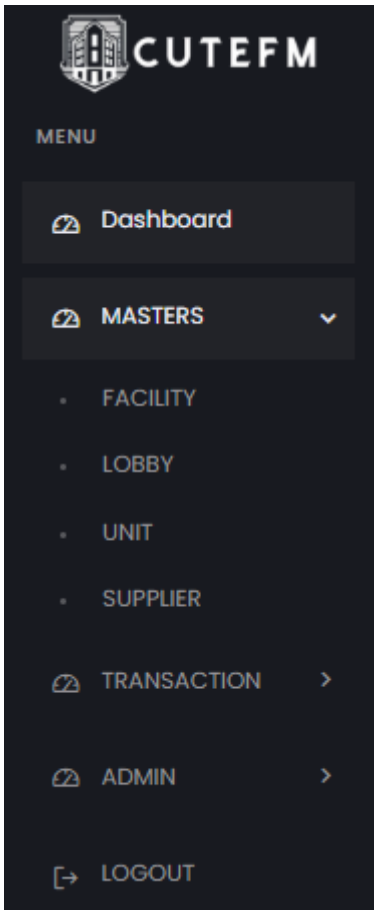 CUTEFM
MENU
Dashboard
MASTERS
FACILITY
LOBBY
UNIT
SUPPLIER
TRANSACTION
ADMIN
LOGOUT